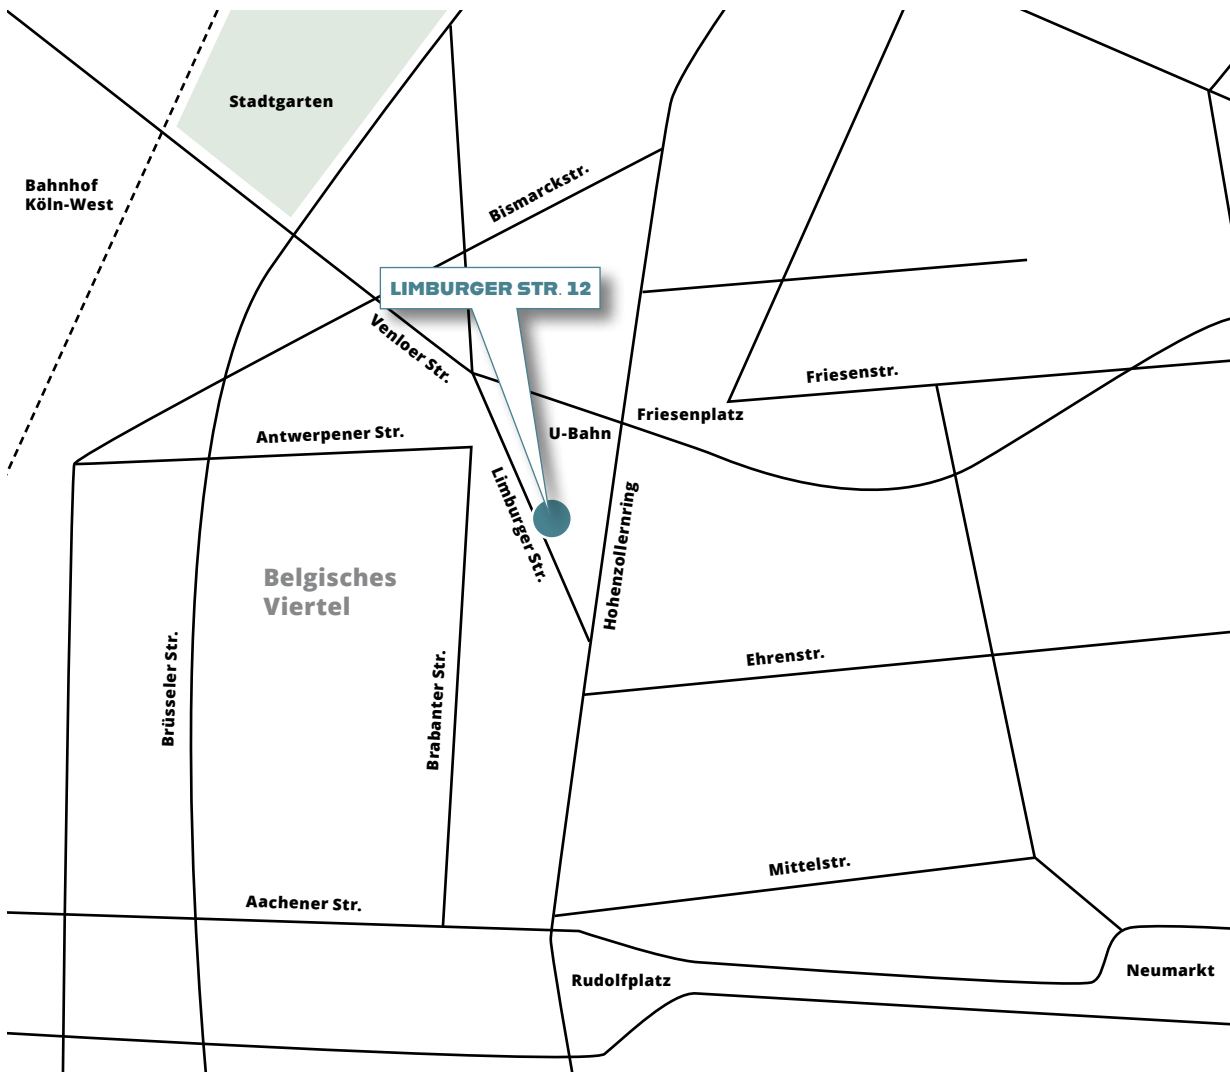 Stadtgarten
Bahnhof
Köln-West
Bismarckstr.
LIMBURGER STR. 12
Venloer Str.
Friesenstr.
Friesenplatz
Antwerpener Str.
U-Bahn
Limburger Str.
Hohenzollernring
Belgisches
Viertel
Brüsseler Str.
Brabanter Str.
Ehrenstr.
Mittelstr.
Aachener Str.
Rudolfplatz
Neumarkt